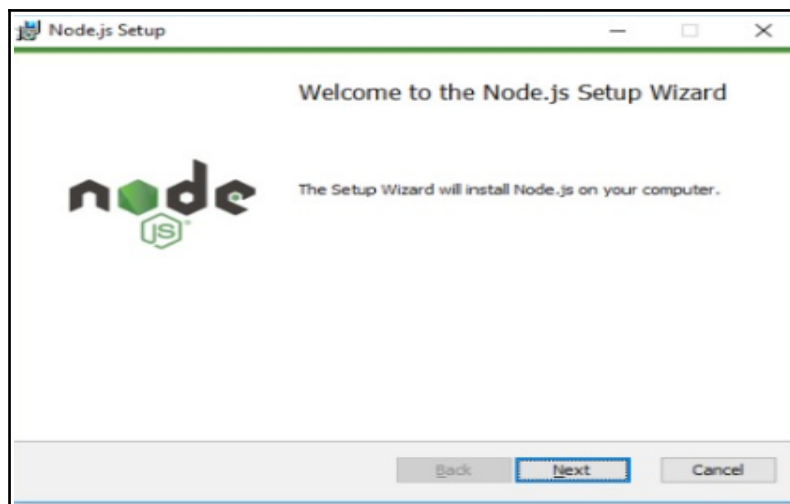 Node.js Setup
Welcome to the Node.js Setup Wizard
node
JS
The Setup Wizard will install Node.js on your computer.
Back Next Cancel